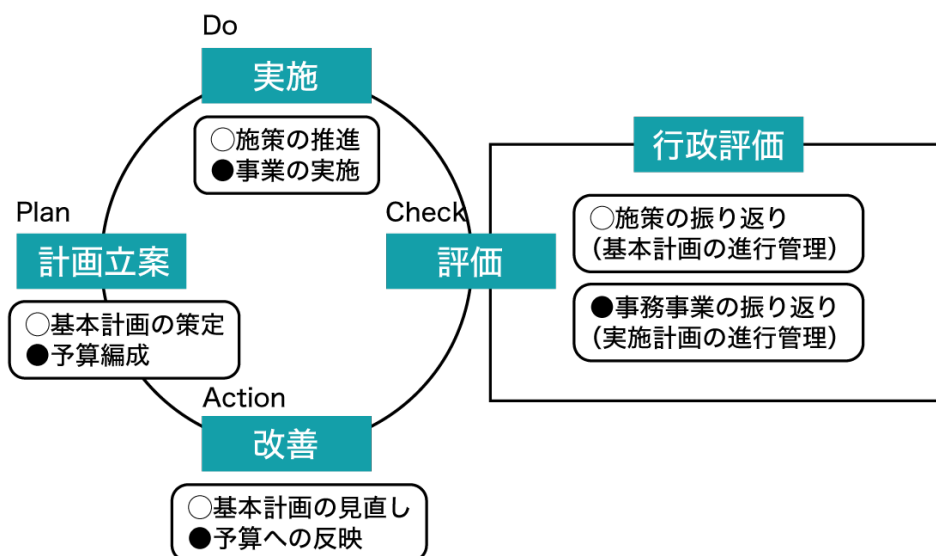 Do
実施
○施策の推進
●事業の実施
Plan
計画立案
○基本計画の策定
●予算編成
Check
評価
行政評価
○施策の振り返り
（基本計画の進行管理）
●事務事業の振り返り
（実施計画の進行管理）
Action
改善
○基本計画の見直し
●予算への反映